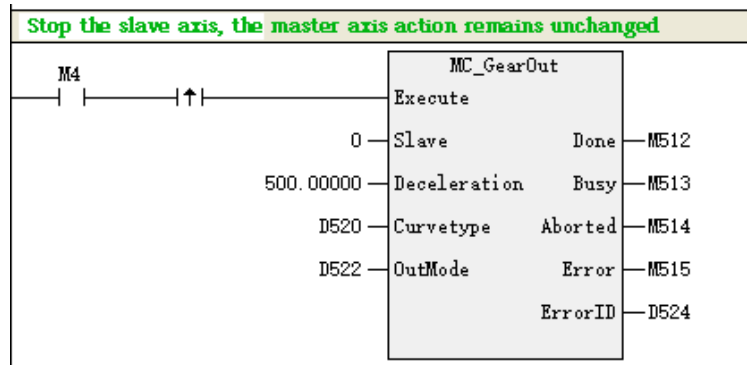 Stop the slave axis, the master axis action remains unchanged
MC_GearOut
M4
Execute
0 Slave Done M512
500.00000 Deceleration Busy M513
D520 Curvetype Aborted M514
D522 OutMode Error M515
ErrorID D524